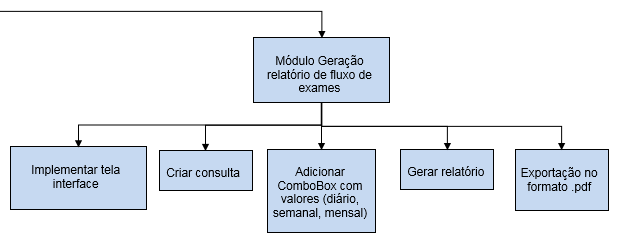 Módulo Geração
relatório de fluxo de
exames
Implementar tela
interface
Criar consulta
Adicionar
ComboBox com
valores (diário,
semanal, mensal)
Gerar relatório
Exportação no
formato .pdf